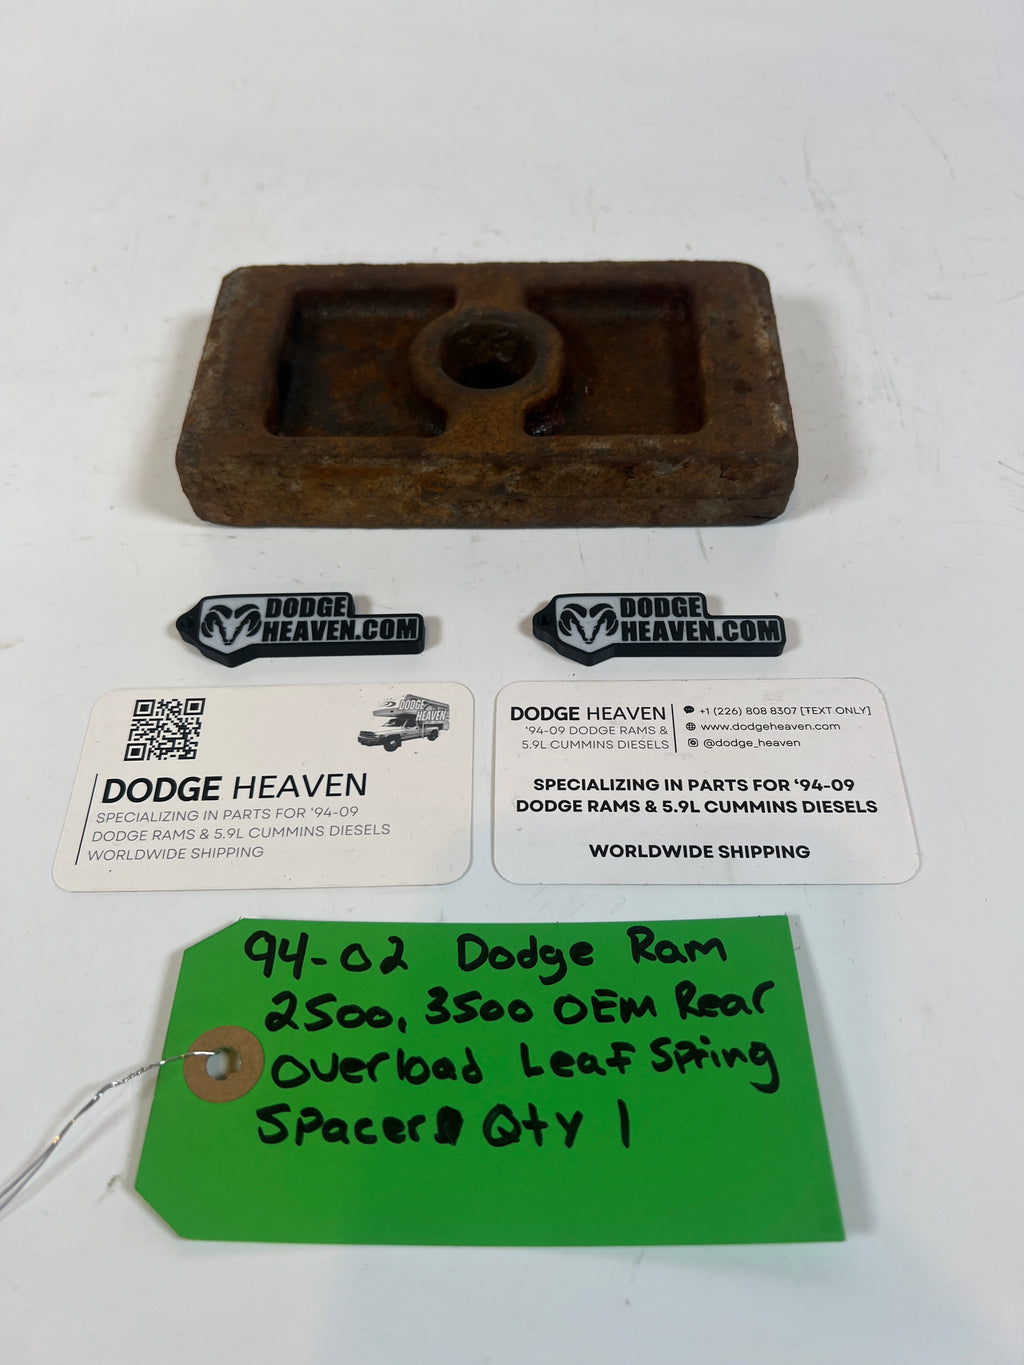 DODGE
HEAVEN.COM
DODGE
HEAVEN.COM
DODGE
HEAVEN
DODGE HEAVEN
SPECIALIZING IN PARTS FOR ‘94-09
DODGE RAMS & 5.9L CUMMINS DIESELS
WORLDWIDE SHIPPING
DODGE HEAVEN
‘94-09 DODGE RAMS &
5.9L CUMMINS DIESELS
+1 (226) 808 8307 [TEXT ONLY]
www.dodgeheaven.com
@dodge_heaven
SPECIALIZING IN PARTS FOR ‘94-09
DODGE RAMS & 5.9L CUMMINS DIESELS
WORLDWIDE SHIPPING
94-02 Dodge Ram
2500, 3500 OEM Rear
Overload Leaf Spring
Spacer Qty 1